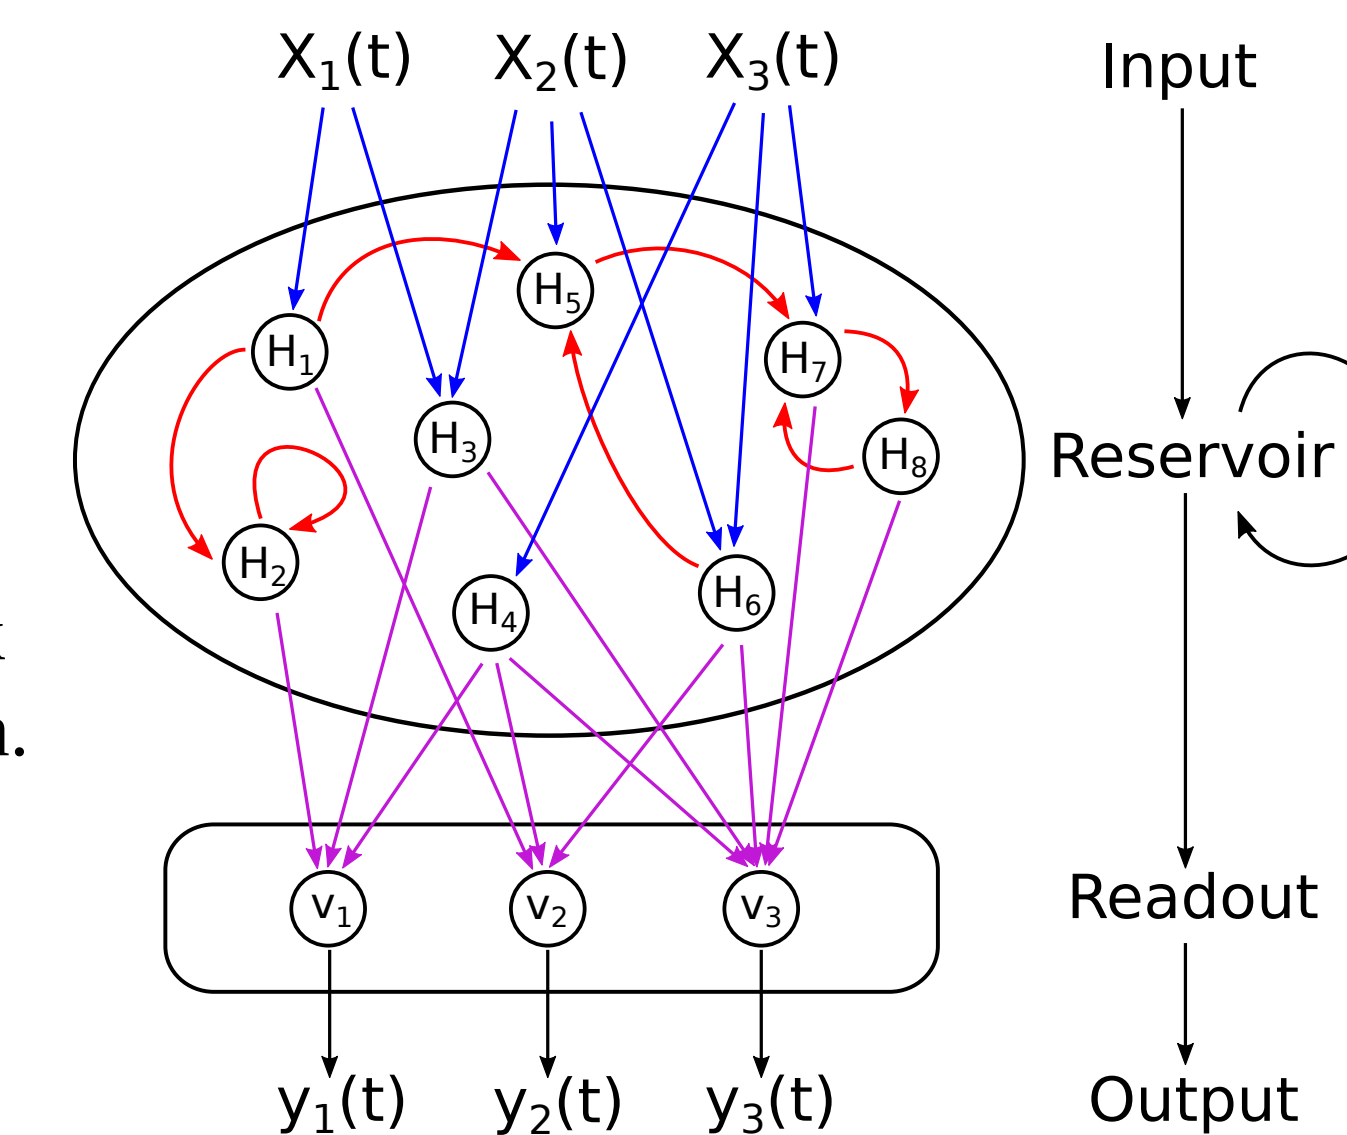 X₁(t) X₂(t) X₃(t) Input
H₅
H₁ H₇
H₃ H₈ Reservoir
H₂
H₄ H₆
v₁ v₂ v₃ Readout
y₁(t) y₂(t) y₃(t) Output